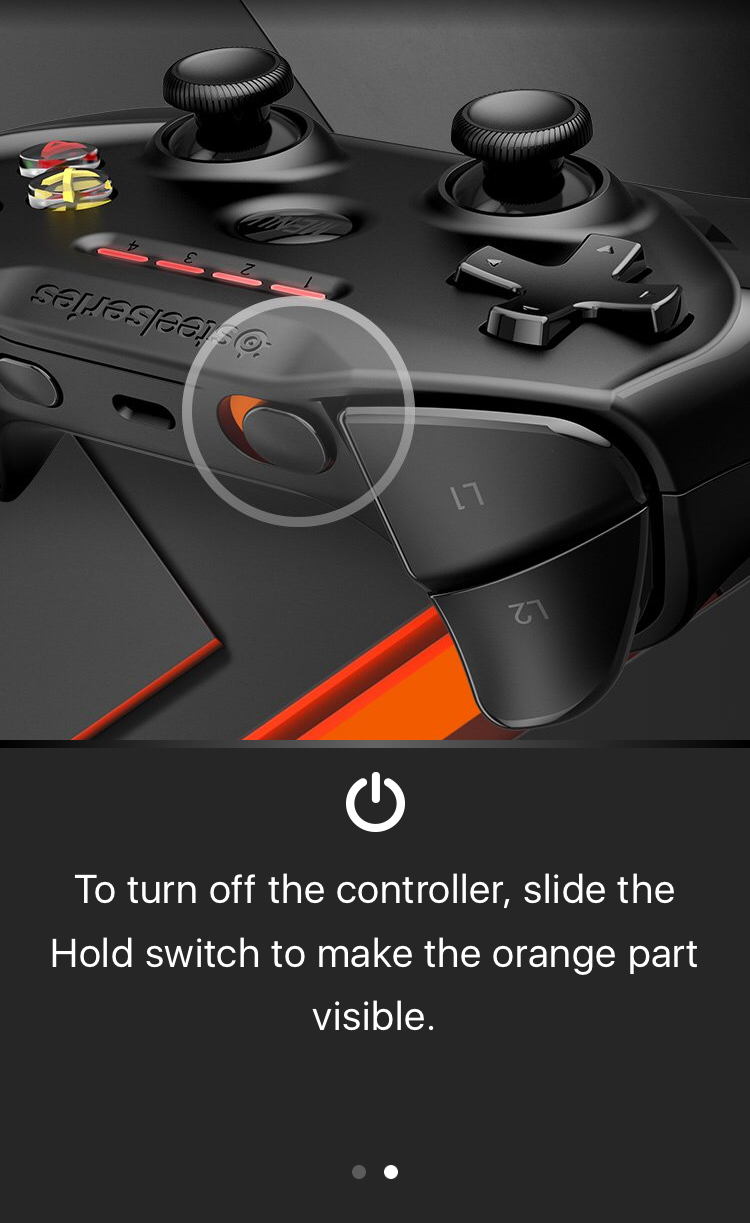 MENU
4
3
2
1
steelseries
L1
L2
To turn off the controller, slide the
Hold switch to make the orange part
visible.